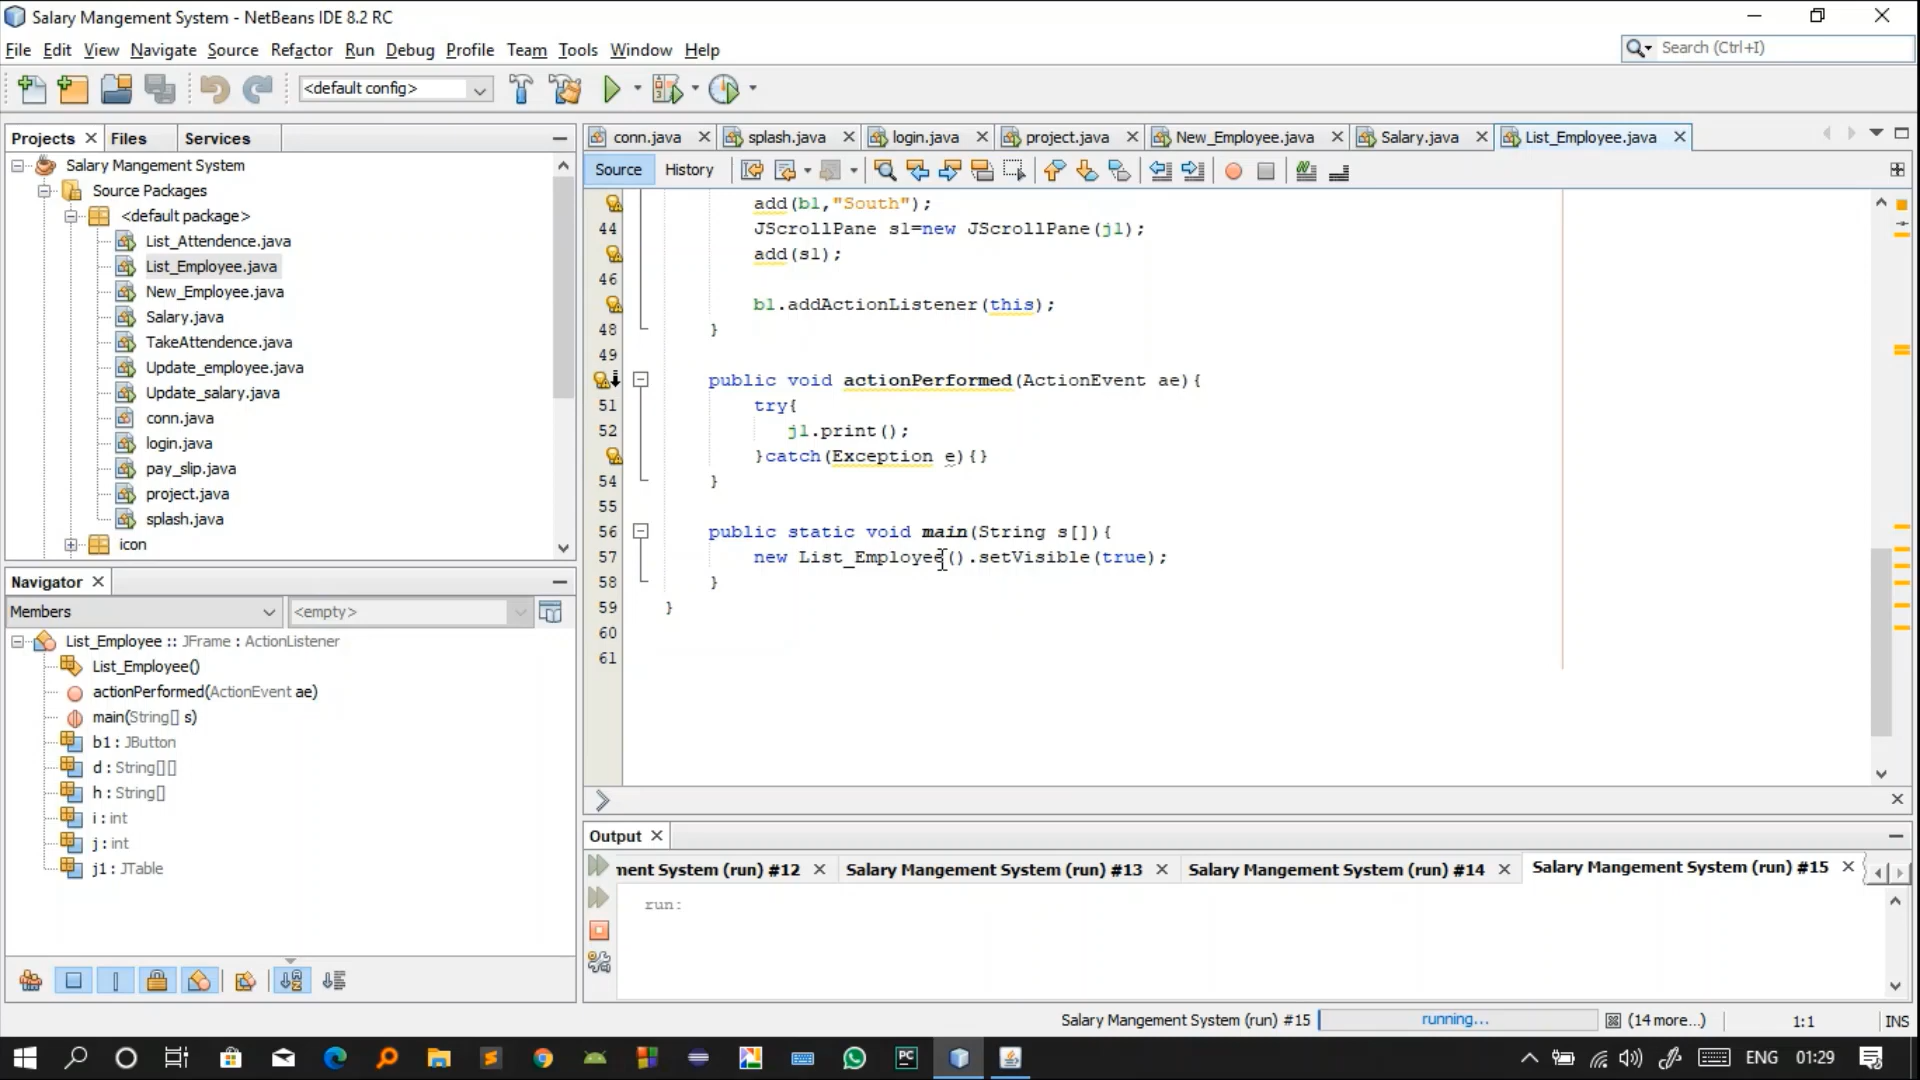 Salary Mangement System - NetBeans IDE 8.2 RC
File Edit View Navigate Source Refactor Run Debug Profile Team Tools Window Help
Search (Ctrl+I)
<default config>
Projects Files Services
Salary Mangement System
Source Packages
<default package>
List_Attendence.java
List_Employee.java
New_Employee.java
Salary.java
TakeAttendence.java
Update_employee.java
Update_salary.java
conn.java
login.java
pay_slip.java
project.java
splash.java
icon
Navigator
Members <empty>
List_Employee :: JFrame : ActionListener
List_Employee()
actionPerformed(ActionEvent ae)
main(String[] s)
b1 : JButton
d : String[][]
h : String[]
i : int
j : int
j1 : JTable
conn.java splash.java login.java project.java New_Employee.java Salary.java List_Employee.java
Source History
add(b1,"South");
44 JScrollPane s1=new JScrollPane(j1);
add(s1);
46
b1.addActionListener(this);
48 }
49
public void actionPerformed(ActionEvent ae){
51 try{
52 j1.print();
}catch(Exception e){}
54 }
55
56 public static void main(String s[]){
57 new List_Employee().setVisible(true);
58 }
59 }
60
61
Output
ment System (run) #12 Salary Mangement System (run) #13 Salary Mangement System (run) #14 Salary Mangement System (run) #15
run:
Salary Mangement System (run) #15 running... (14 more...) 1:1 INS
PC ENG 01:29